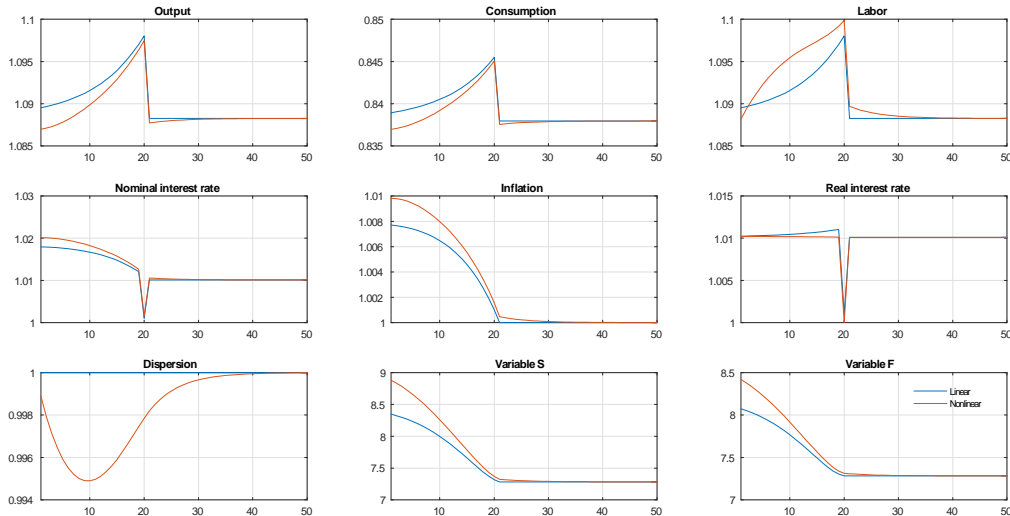 Output
1.1
1.095
1.09
1.085
10 20 30 40 50
Consumption
0.85
0.845
0.84
0.835
10 20 30 40 50
Labor
1.1
1.095
1.09
1.085
10 20 30 40 50
Nominal interest rate
1.03
1.02
1.01
1
10 20 30 40 50
Inflation
1.01
1.008
1.006
1.004
1.002
1
10 20 30 40 50
Real interest rate
1.015
1.01
1.005
1
10 20 30 40 50
Dispersion
1
0.998
0.996
0.994
10 20 30 40 50
Variable S
9
8.5
8
7.5
7
10 20 30 40 50
Variable F
8.5
8
7.5
7
Linear
Nonlinear
10 20 30 40 50